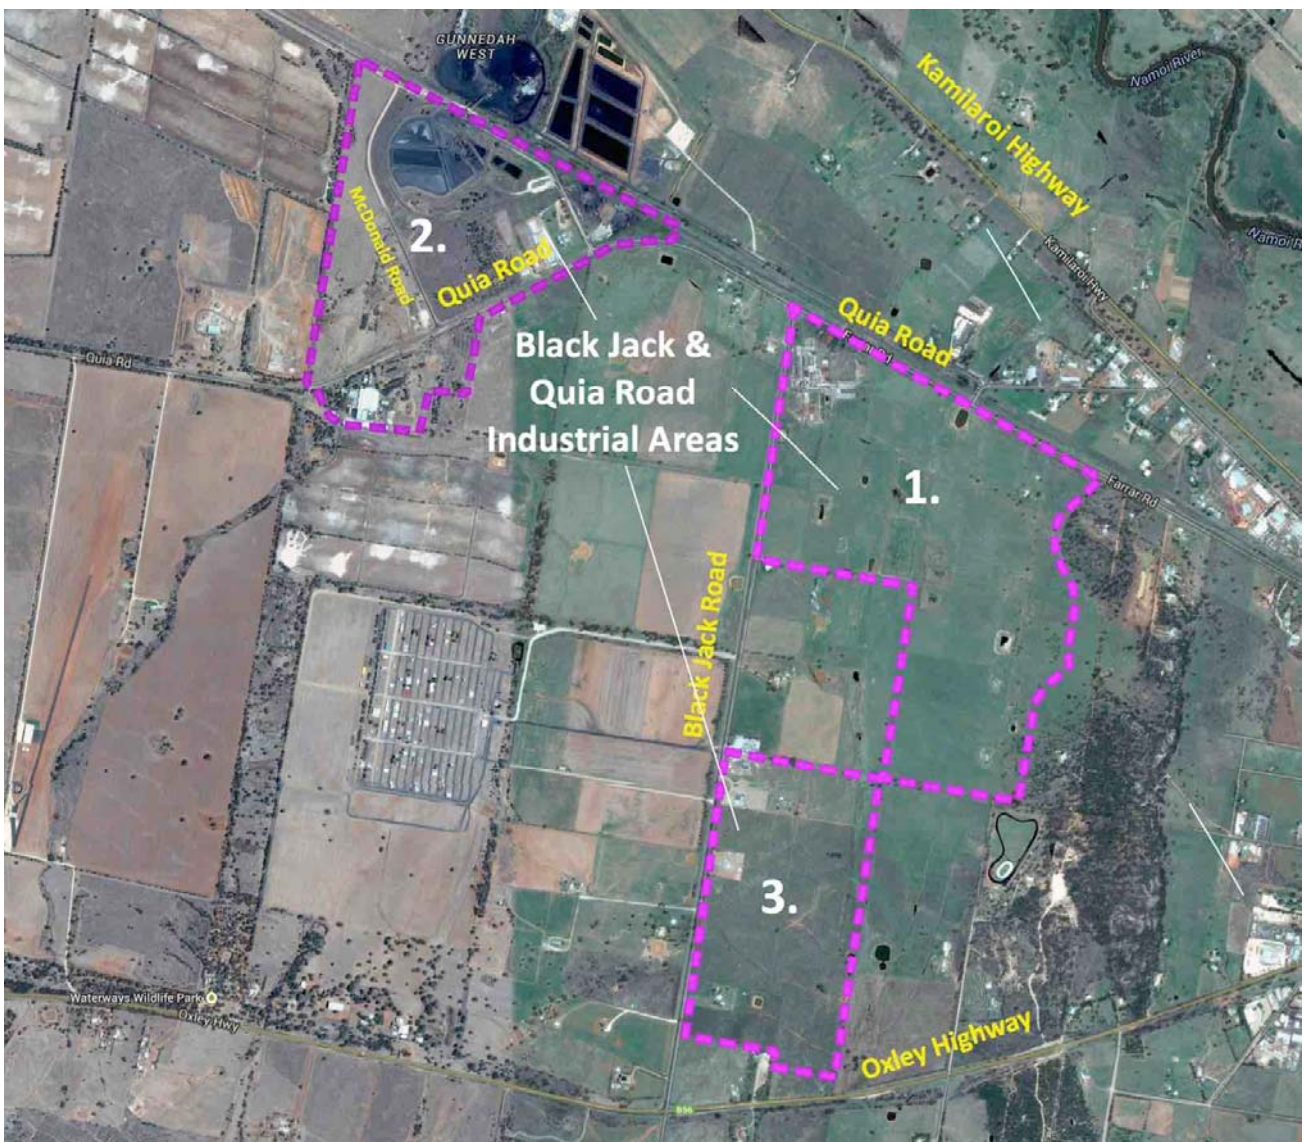 GUNNEDAH
WEST
Namoi River
Kamilaroi Highway
2.
McDonald Road
Quia Road
Kamilaroi Hwy
Namoi R
Quia Road
Farrar Rd
Quia Rd
Black Jack &
Quia Road
Industrial Areas
1.
Farrar Rd
Black Jack Road
3.
Waterways Wildlife Park
Oxley Hwy
Oxley Highway
B56